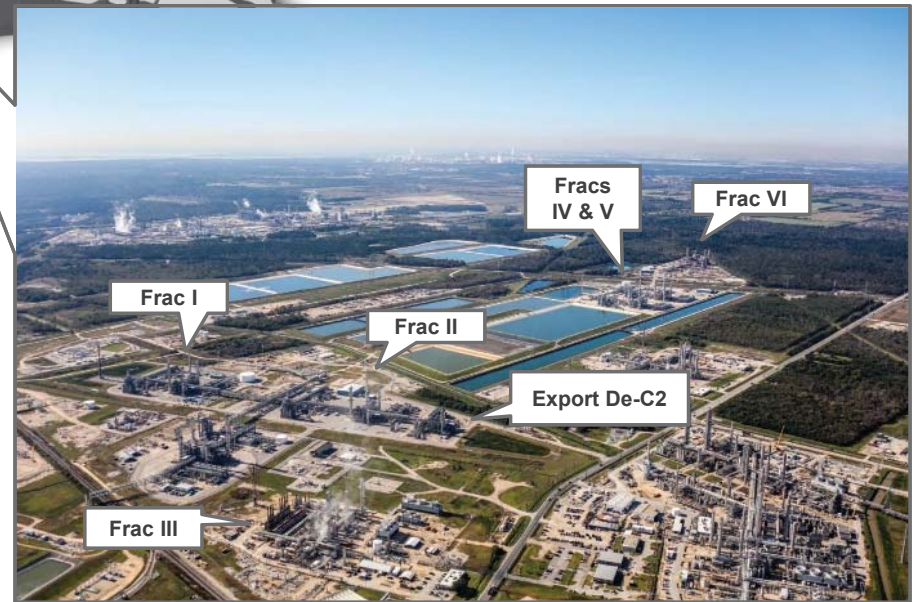 Fracs
IV & V
Frac VI
Frac I
Frac II
Export De-C2
Frac III